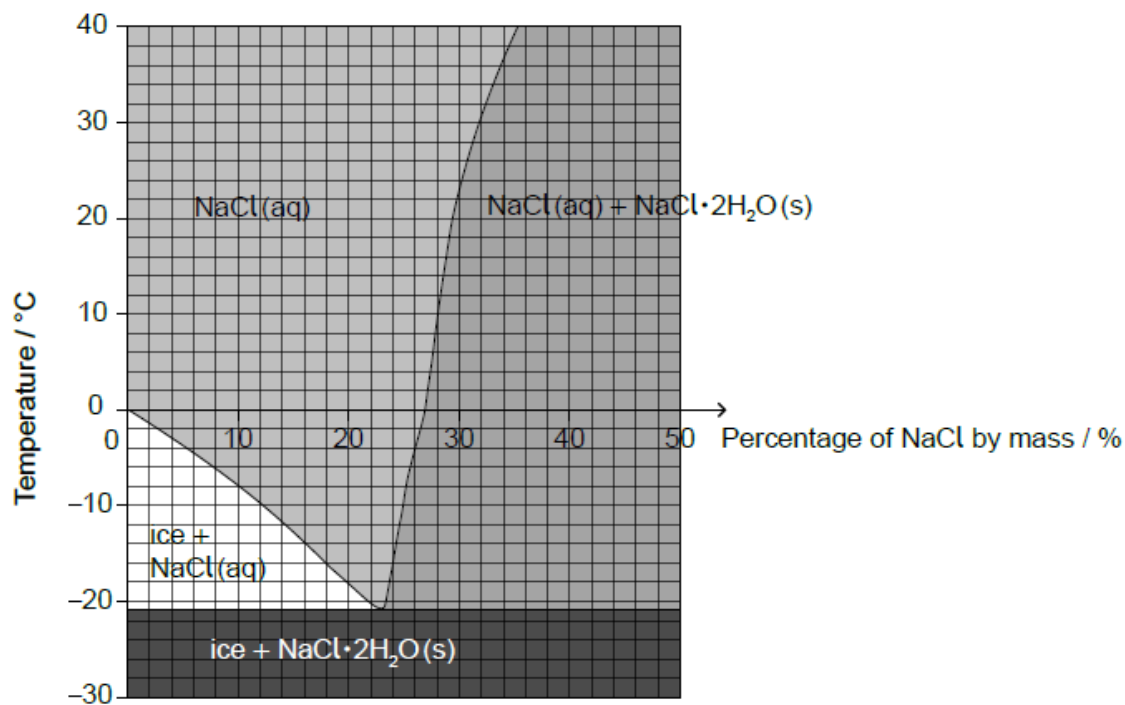 40
30
20
10
0
−10
−20
−30
Temperature / °C
0
10
20
30
40
50
Percentage of NaCl by mass / %
NaCl(aq)
NaCl(aq) + NaCl·2H₂O(s)
ice +
NaCl(aq)
ice + NaCl·2H₂O(s)